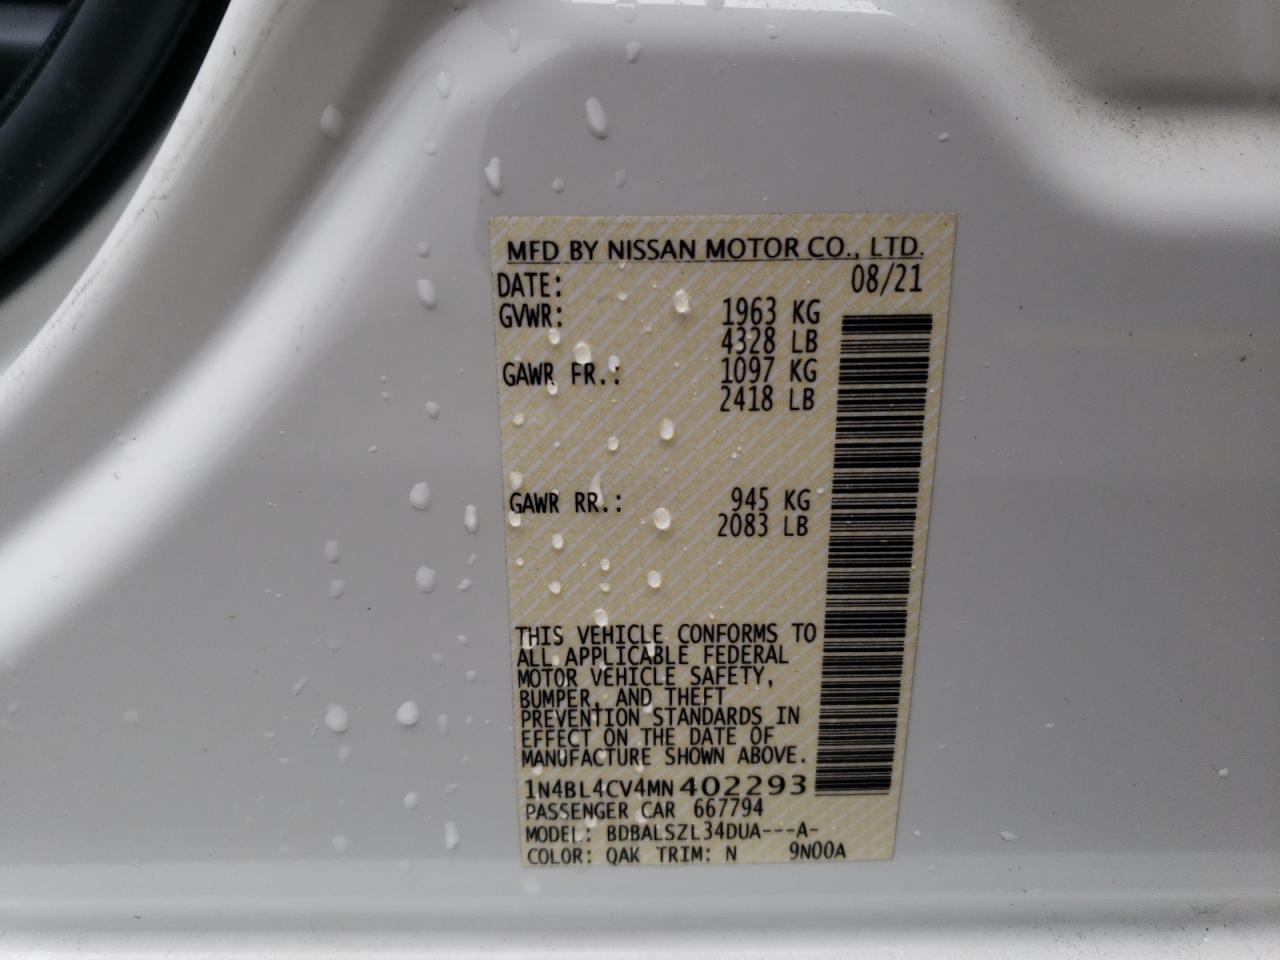 MFD BY NISSAN MOTOR CO., LTD.
DATE: 08/21
GVWR: 1963 KG
4328 LB
GAWR FR.: 1097 KG
2418 LB
GAWR RR.: 945 KG
2083 LB
THIS VEHICLE CONFORMS TO
ALL APPLICABLE FEDERAL
MOTOR VEHICLE SAFETY,
BUMPER, AND THEFT
PREVENTION STANDARDS IN
EFFECT ON THE DATE OF
MANUFACTURE SHOWN ABOVE.
1N4BL4CV4MN402293
PASSENGER CAR 667794
MODEL: BDBALSZL34DUA---A-
COLOR: QAK TRIM: N 9N00A